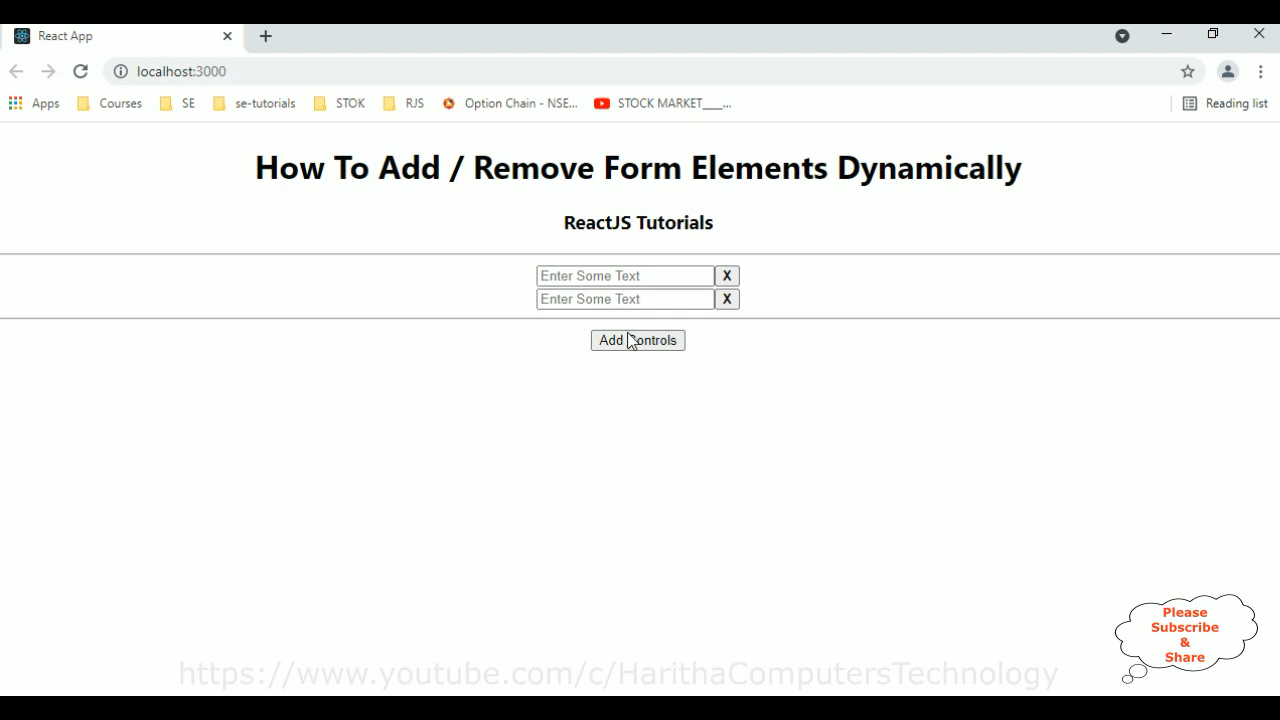 React App
localhost:3000
Apps Courses SE se-tutorials STOK RJS Option Chain - NSE... STOCK MARKET___... Reading list
How To Add / Remove Form Elements Dynamically
ReactJS Tutorials
Enter Some Text X
Enter Some Text X
Add Controls
Please
Subscribe
&
Share
https://www.youtube.com/c/HarithaComputersTechnology